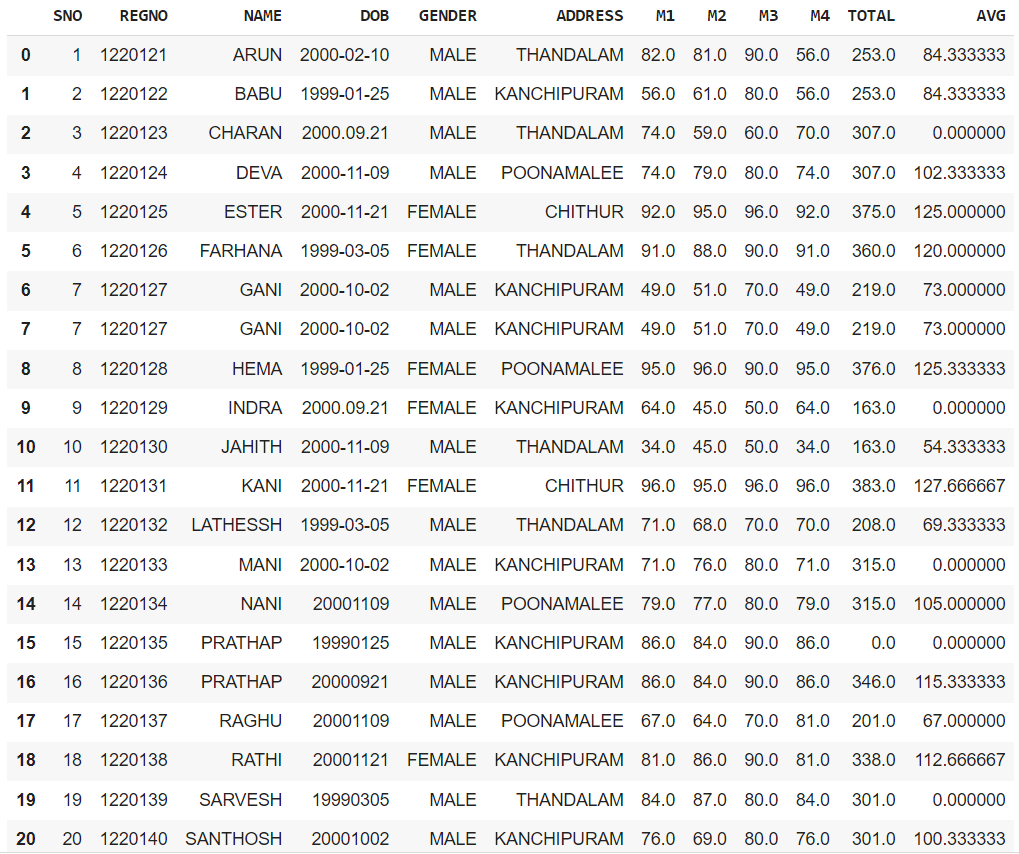 SNO REGNO NAME DOB GENDER ADDRESS M1 M2 M3 M4 TOTAL AVG
0 1 1220121 ARUN 2000-02-10 MALE THANDALAM 82.0 81.0 90.0 56.0 253.0 84.333333
1 2 1220122 BABU 1999-01-25 MALE KANCHIPURAM 56.0 61.0 80.0 56.0 253.0 84.333333
2 3 1220123 CHARAN 2000.09.21 MALE THANDALAM 74.0 59.0 60.0 70.0 307.0 0.000000
3 4 1220124 DEVA 2000-11-09 MALE POONAMALEE 74.0 79.0 80.0 74.0 307.0 102.333333
4 5 1220125 ESTER 2000-11-21 FEMALE CHITHUR 92.0 95.0 96.0 92.0 375.0 125.000000
5 6 1220126 FARHANA 1999-03-05 FEMALE THANDALAM 91.0 88.0 90.0 91.0 360.0 120.000000
6 7 1220127 GANI 2000-10-02 MALE KANCHIPURAM 49.0 51.0 70.0 49.0 219.0 73.000000
7 7 1220127 GANI 2000-10-02 MALE KANCHIPURAM 49.0 51.0 70.0 49.0 219.0 73.000000
8 8 1220128 HEMA 1999-01-25 FEMALE POONAMALEE 95.0 96.0 90.0 95.0 376.0 125.333333
9 9 1220129 INDRA 2000.09.21 FEMALE KANCHIPURAM 64.0 45.0 50.0 64.0 163.0 0.000000
10 10 1220130 JAHITH 2000-11-09 MALE THANDALAM 34.0 45.0 50.0 34.0 163.0 54.333333
11 11 1220131 KANI 2000-11-21 FEMALE CHITHUR 96.0 95.0 96.0 96.0 383.0 127.666667
12 12 1220132 LATHESSH 1999-03-05 MALE THANDALAM 71.0 68.0 70.0 70.0 208.0 69.333333
13 13 1220133 MANI 2000-10-02 MALE KANCHIPURAM 71.0 76.0 80.0 71.0 315.0 0.000000
14 14 1220134 NANI 20001109 MALE POONAMALEE 79.0 77.0 80.0 79.0 315.0 105.000000
15 15 1220135 PRATHAP 19990125 MALE KANCHIPURAM 86.0 84.0 90.0 86.0 0.0 0.000000
16 16 1220136 PRATHAP 20000921 MALE KANCHIPURAM 86.0 84.0 90.0 86.0 346.0 115.333333
17 17 1220137 RAGHU 20001109 MALE POONAMALEE 67.0 64.0 70.0 81.0 201.0 67.000000
18 18 1220138 RATHI 20001121 FEMALE KANCHIPURAM 81.0 86.0 90.0 81.0 338.0 112.666667
19 19 1220139 SARVESH 19990305 MALE THANDALAM 84.0 87.0 80.0 84.0 301.0 0.000000
20 20 1220140 SANTHOSH 20001002 MALE KANCHIPURAM 76.0 69.0 80.0 76.0 301.0 100.333333